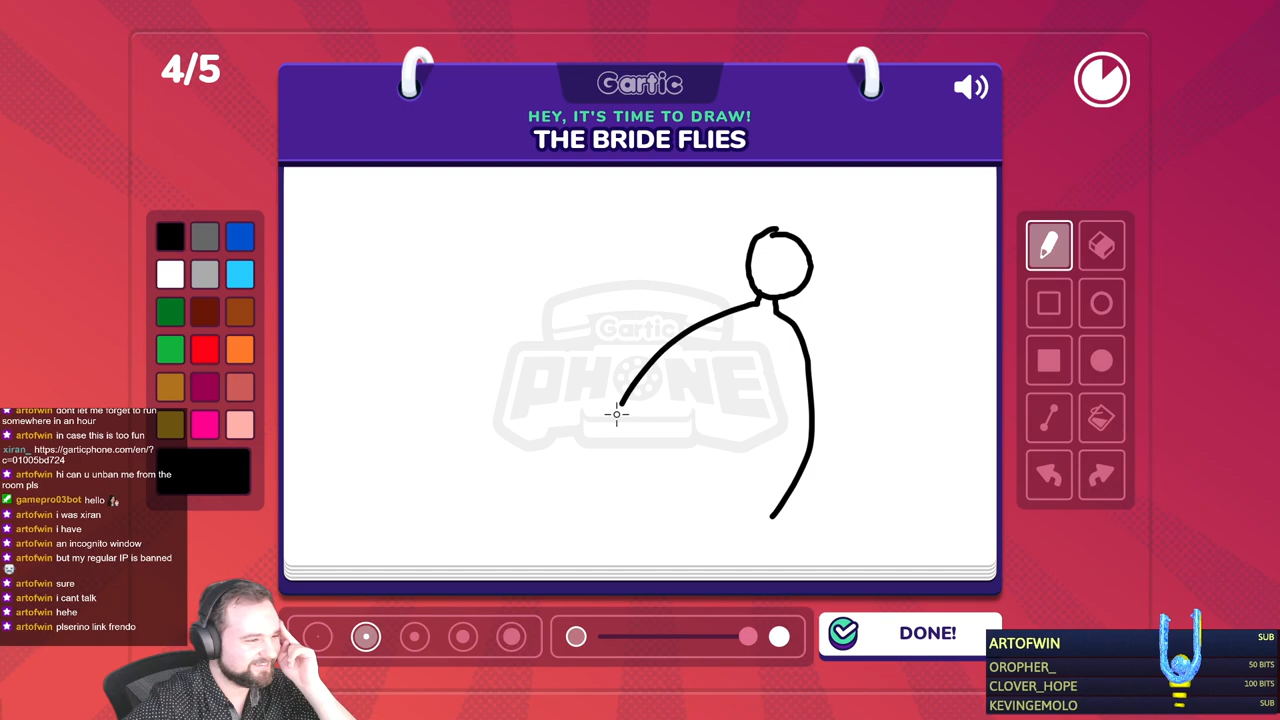 4/5
Gartic
HEY, IT'S TIME TO DRAW!
THE BRIDE FLIES
Gartic
PHONE
artofwin dont let me forget to run
somewhere in an hour
artofwin in case this is too fun
xiran_ https://garticphone.com/en/?
c=01005bd724
artofwin hi can u unban me from the
room pls
gamepro03bot hello
artofwin i was xiran
artofwin i have
artofwin an incognito window
artofwin but my regular IP is banned
artofwin sure
artofwin i cant talk
artofwin hehe
artofwin plserino link frendo
DONE!
ARTOFWIN SUB
OROPHER_ 50 BITS
CLOVER_HOPE 100 BITS
KEVINGEMOLO SUB